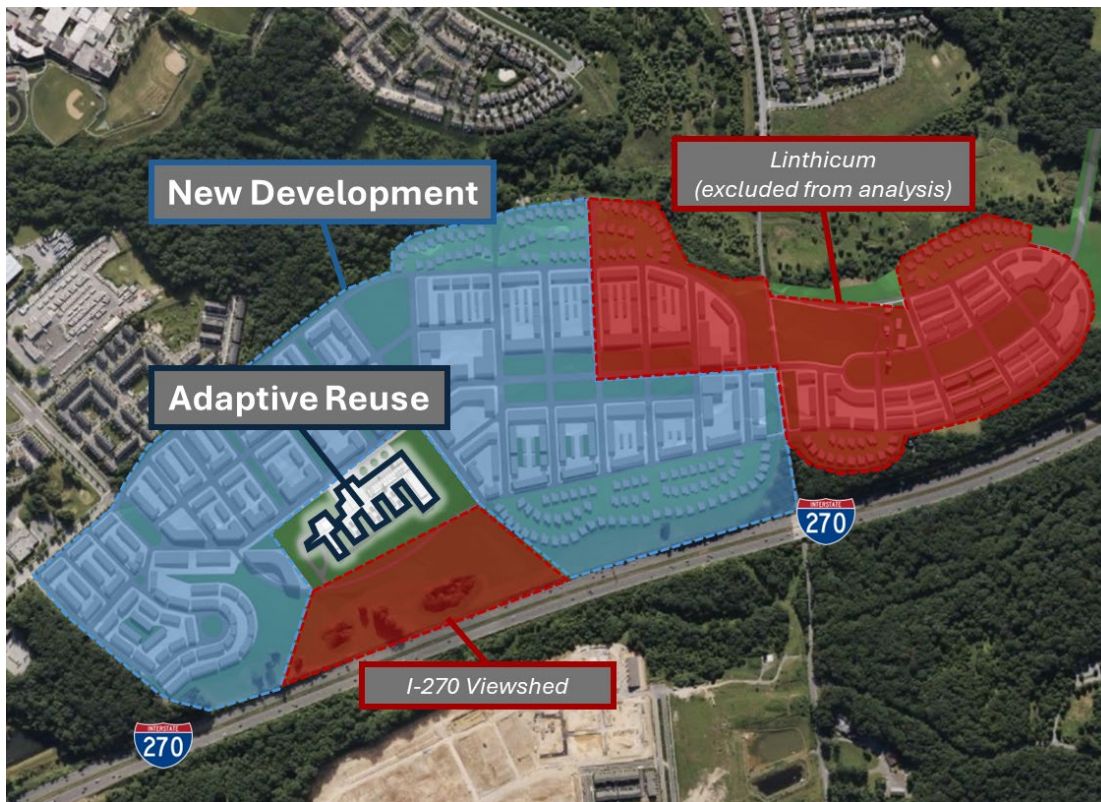 Linthicum
(excluded from analysis)
New Development
Adaptive Reuse
INTERSTATE
270
I-270 Viewshed
INTERSTATE
270